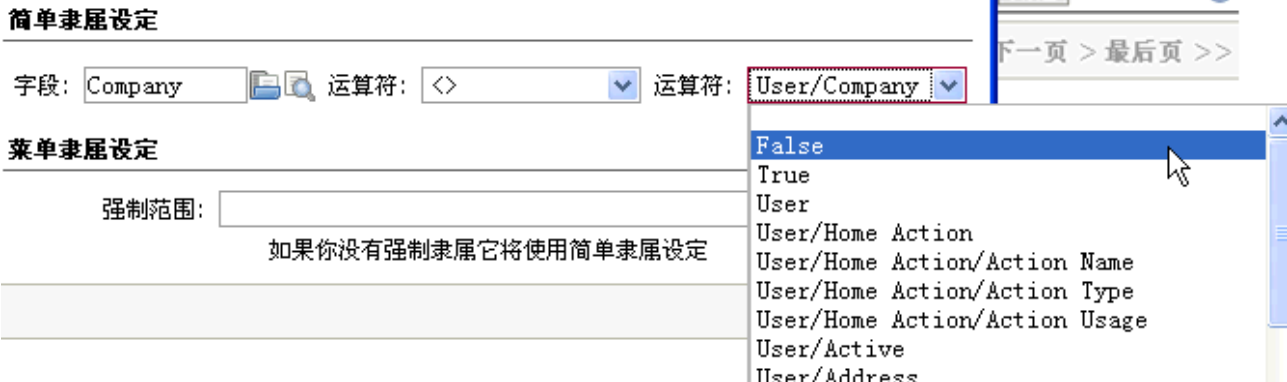 简单隶属设定
下一页 > 最后页 >>
字段: Company 运算符: <> 运算符: User/Company
菜单隶属设定
False
True
强制范围:
User
User/Home Action
如果你没有强制隶属它将使用简单隶属设定
User/Home Action/Action Name
User/Home Action/Action Type
User/Home Action/Action Usage
User/Active
User/Address